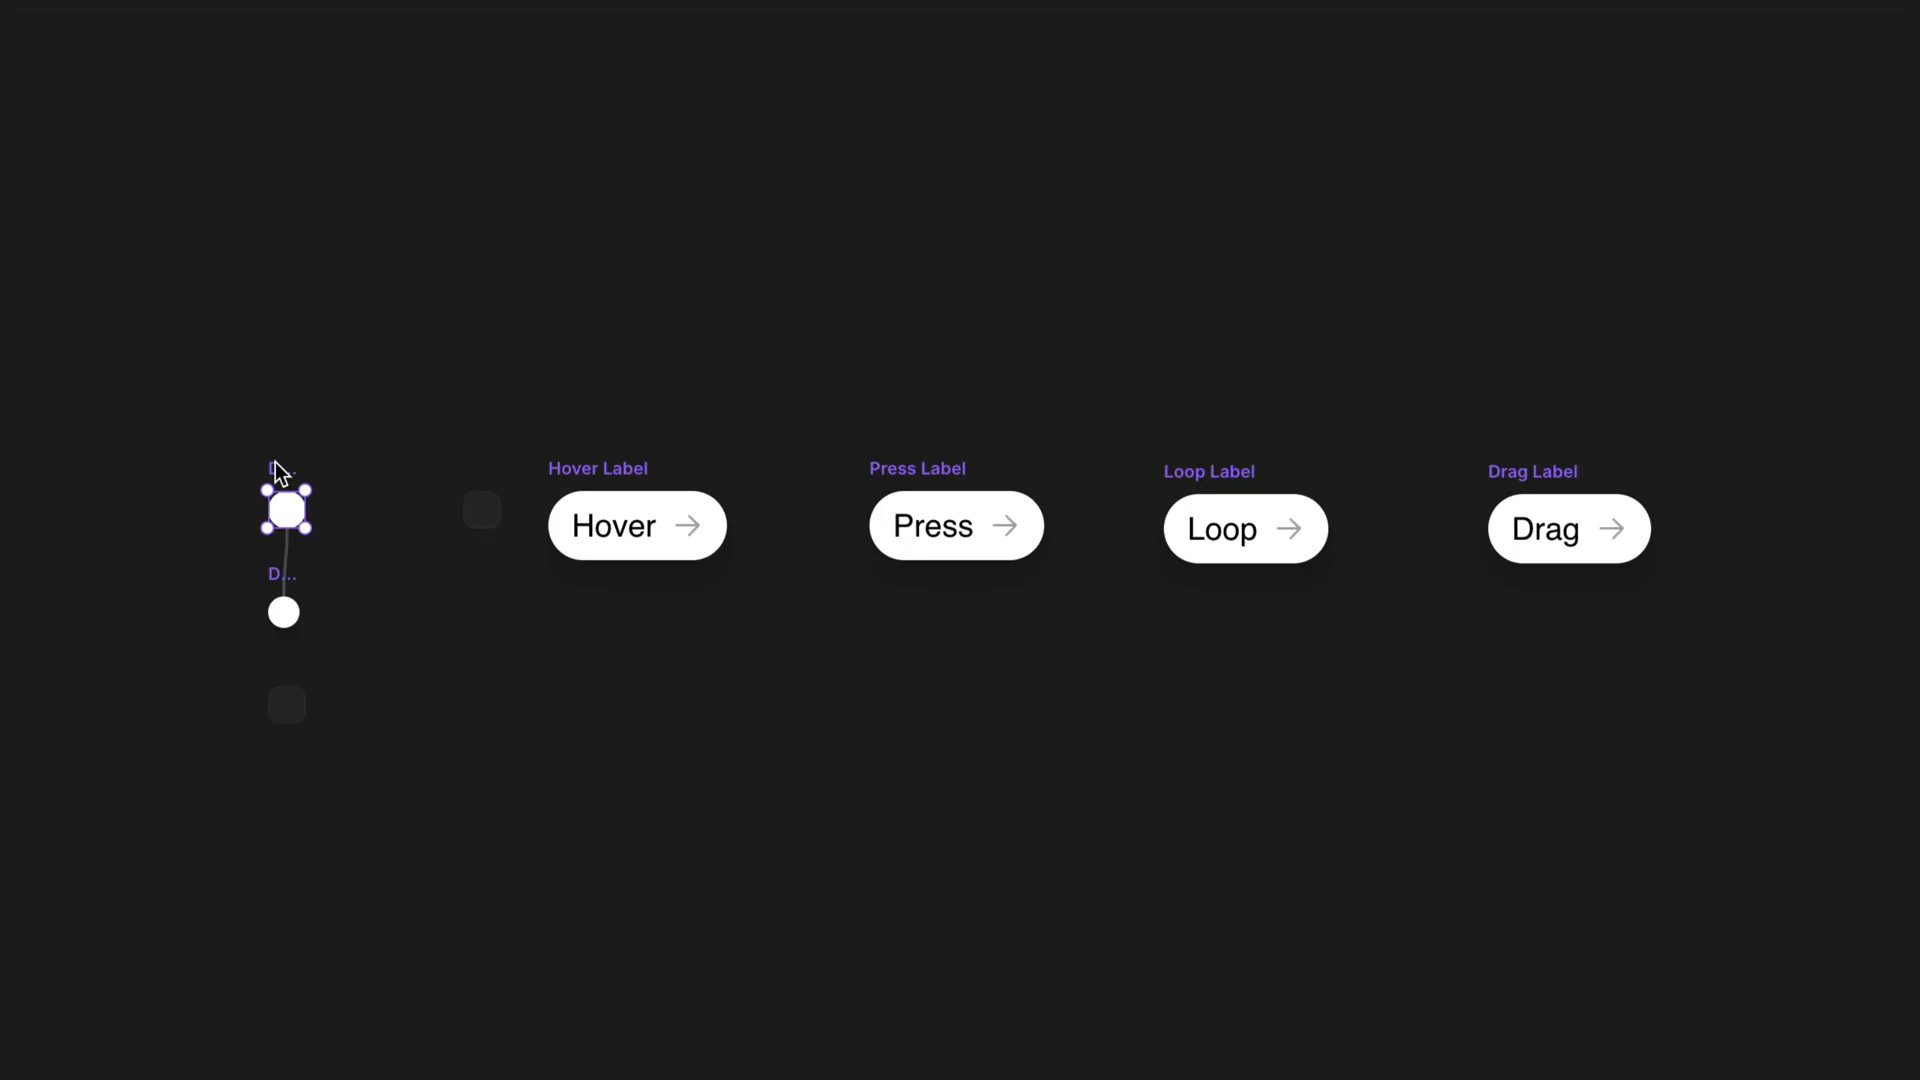 Hover Label
Press Label
Loop Label
Drag Label
Hover
Press
Loop
Drag
D...